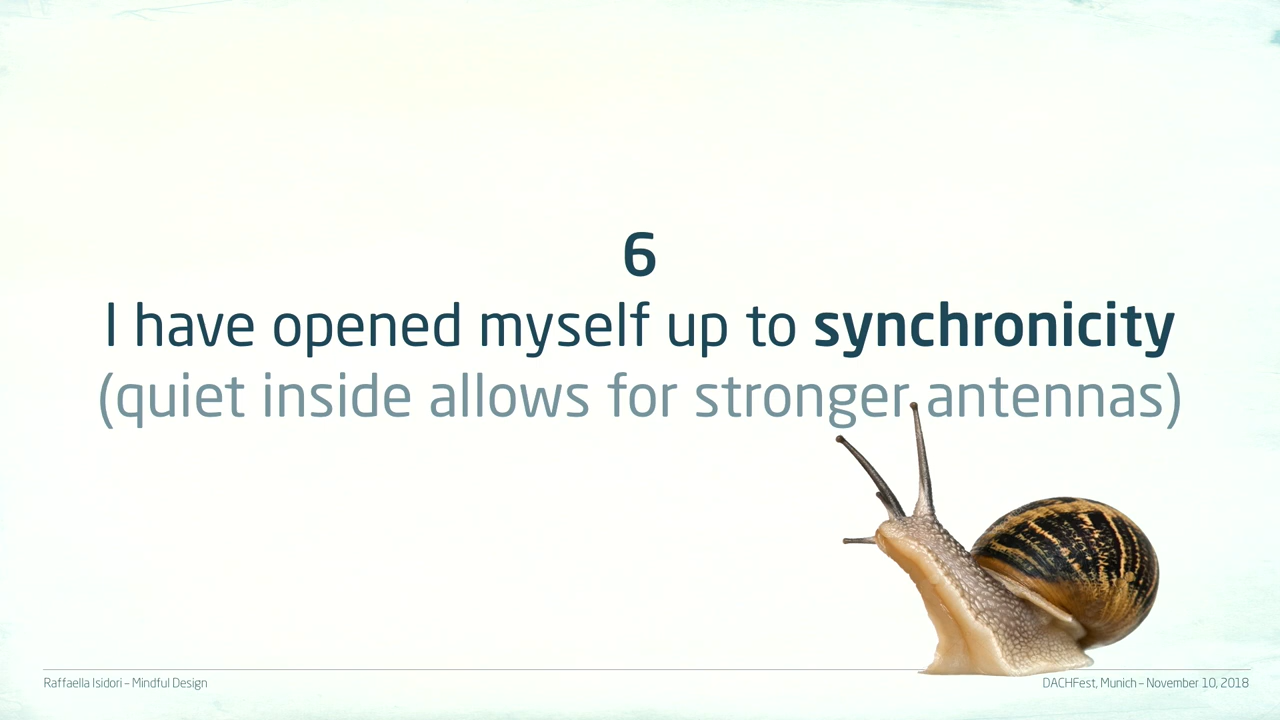 6
I have opened myself up to synchronicity
(quiet inside allows for stronger antennas)
Raffaella Isidori – Mindful Design
DACHFest, Munich – November 10, 2018